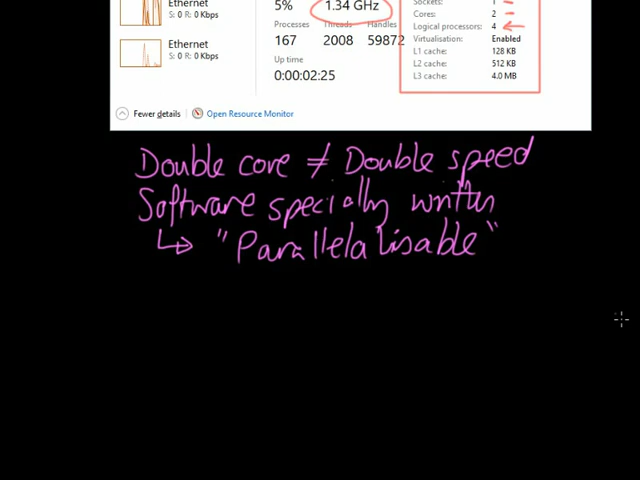 Ethernet
S: 0 R: 0 Kbps
Ethernet
S: 0 R: 0 Kbps
5% 1.34 GHz
Processes Threads Handles
167 2008 59872
Up time
0:00:02:25
Sockets: 1
Cores: 2
Logical processors: 4
Virtualisation: Enabled
L1 cache: 128 KB
L2 cache: 512 KB
L3 cache: 4.0 MB
Fewer details Open Resource Monitor
Double core ≠ Double speed
Software specially written
↳ "Parallelalisable"